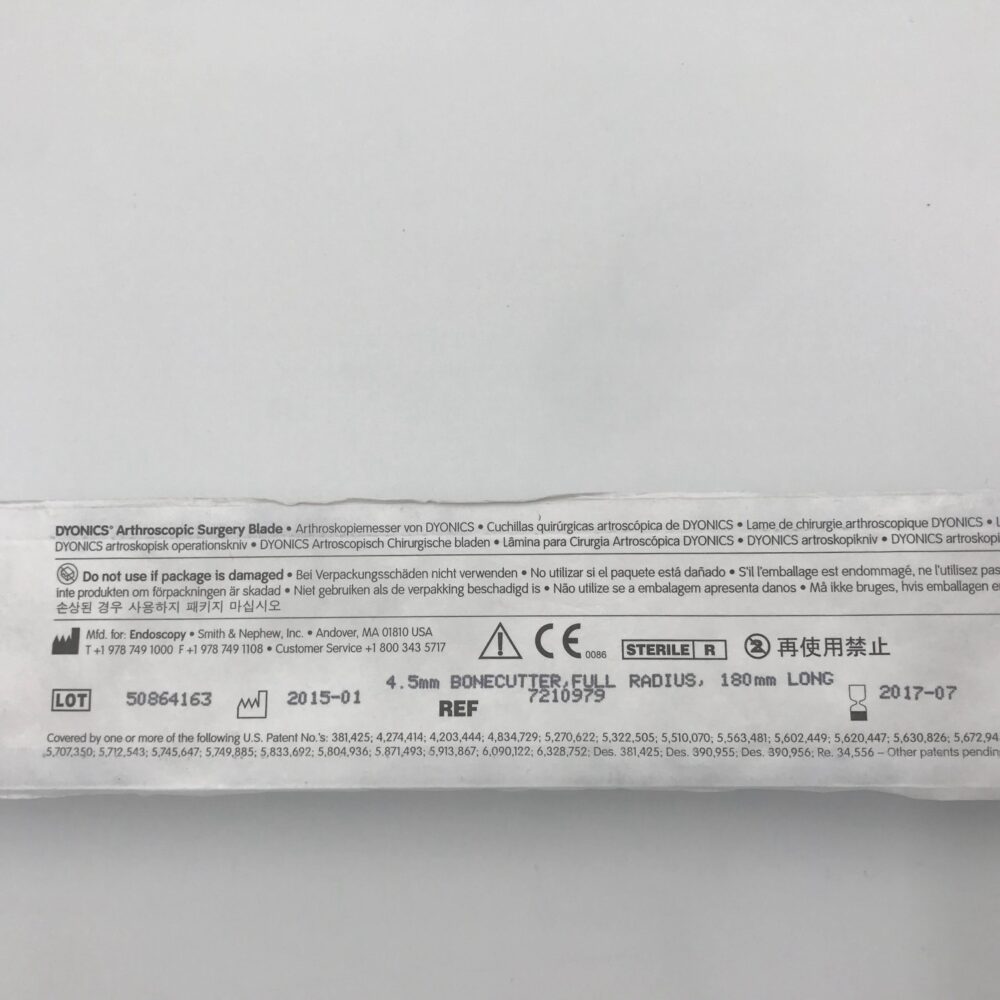 DYONICS® Arthroscopic Surgery Blade • Arthroskopiemesser von DYONICS • Cuchillas quirúrgicas artroscópica de DYONICS • Lame de chirurgie arthroscopique DYONICS • L
DYONICS artroskopisk operationskniv • DYONICS Artroscopisch Chirurgische bladen • Lâmina para Cirurgia Artroscópica DYONICS • DYONICS artroskopikniv • DYONICS artroskopi
Do not use if package is damaged • Bei Verpackungsschäden nicht verwenden • No utilizar si el paquete está dañado • S'il l'emballage est endommagé, ne l'utilisez pas
inte produkten om förpackningen är skadad • Niet gebruiken als de verpakking beschadigd is • Não utilize se a embalagem apresenta danos • Må ikke bruges, hvis emballagen e
손상된 경우 사용하지 패키지 마십시오
Mfd. for: Endoscopy • Smith & Nephew, Inc. • Andover, MA 01810 USA
T +1 978 749 1000 F +1 978 749 1108 • Customer Service +1 800 343 5717
CE 0086 STERILE R 2 再使用禁止
4.5mm BONECUTTER,FULL RADIUS, 180mm LONG
LOT 50864163 2015-01 REF 7210979 2017-07
Covered by one or more of the following U.S. Patent No.'s: 381,425; 4,274,414; 4,203,444; 4,834,729; 5,270,622; 5,322,505; 5,510,070; 5,563,481; 5,602,449; 5,620,447; 5,630,826; 5,672,94
5,707,350; 5,712,543; 5,745,647; 5,749,885; 5,833,692; 5,804,936; 5,871,493; 5,913,867; 6,090,122; 6,328,752; Des. 381,425; Des. 390,955; Des. 390,956; Re. 34,556 – Other patents pending